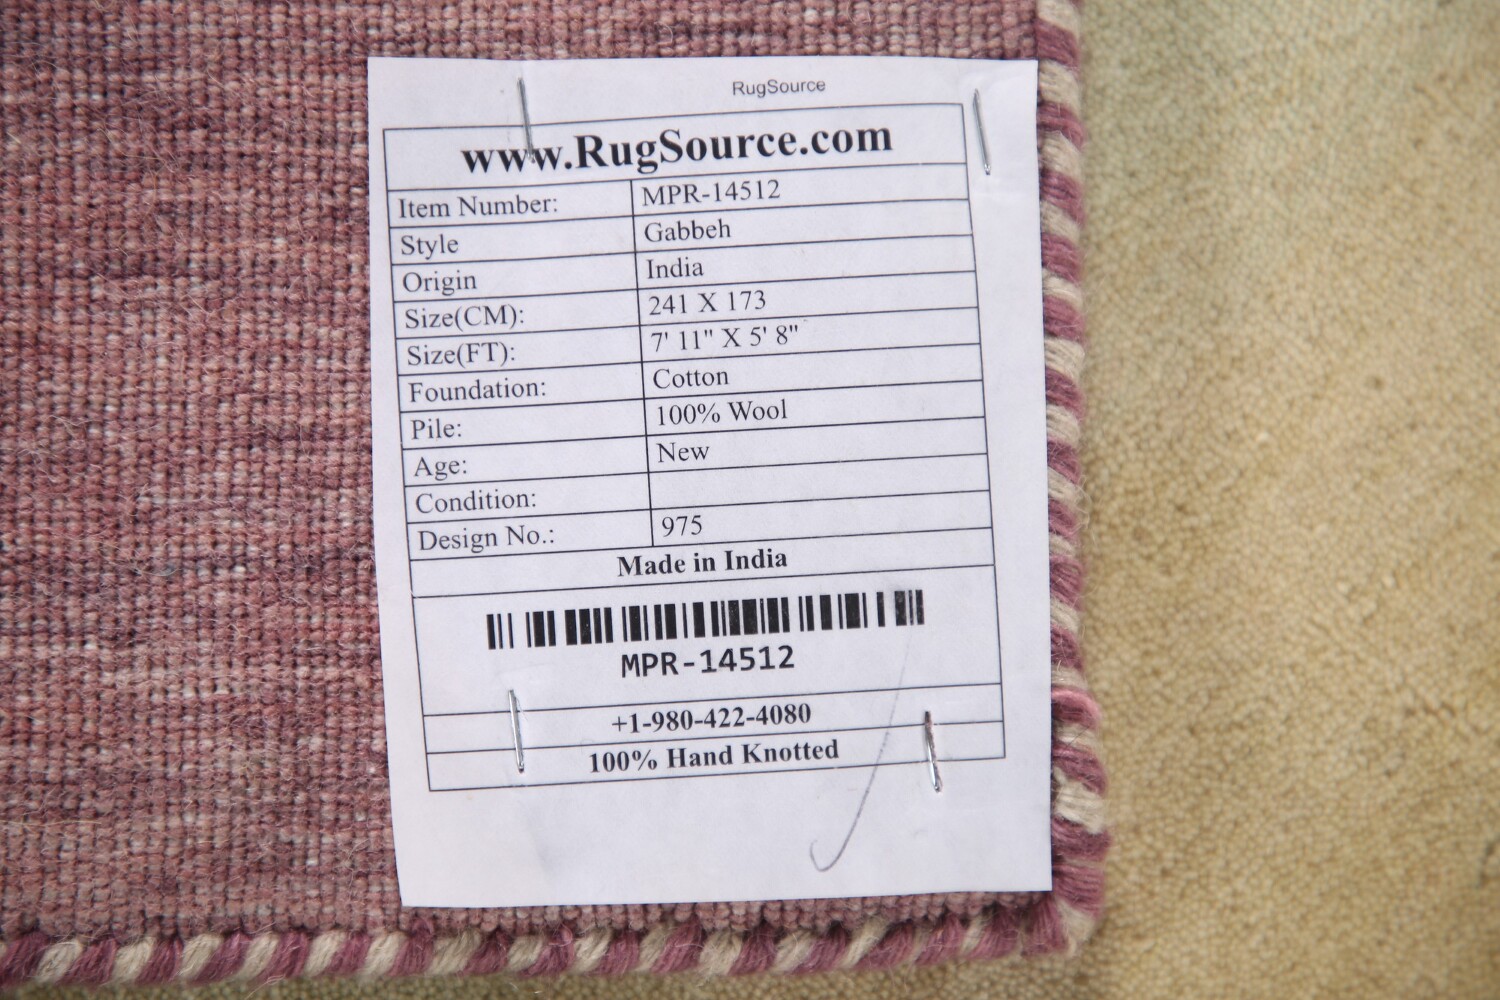 RugSource
www.RugSource.com
Item Number: MPR-14512
Style Gabbeh
Origin India
Size(CM): 241 X 173
Size(FT): 7' 11" X 5' 8"
Foundation: Cotton
Pile: 100% Wool
Age: New
Condition:
Design No.: 975
Made in India
MPR-14512
+1-980-422-4080
100% Hand Knotted